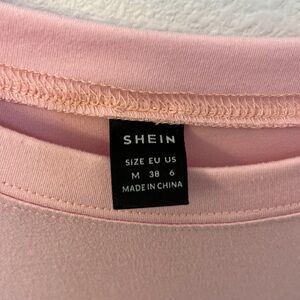 SHEIN
SIZE EU US
M 38 6
MADE IN CHINA